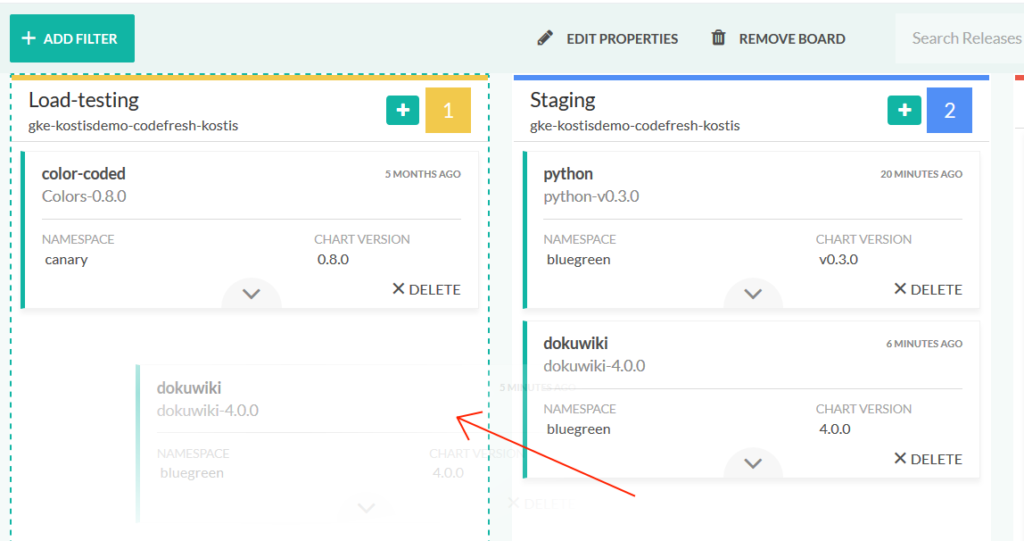 ADD FILTER
EDIT PROPERTIES
REMOVE BOARD
Search Releases
Load-testing
gke-kostisdemo-codefresh-kostis
1
color-coded
5 MONTHS AGO
Colors-0.8.0
NAMESPACE
CHART VERSION
canary
0.8.0
DELETE
dokuwiki
5 MINUTES AGO
dokuwiki-4.0.0
NAMESPACE
CHART VERSION
bluegreen
4.0.0
DELETE
Staging
gke-kostisdemo-codefresh-kostis
2
python
20 MINUTES AGO
python-v0.3.0
NAMESPACE
CHART VERSION
bluegreen
v0.3.0
DELETE
dokuwiki
6 MINUTES AGO
dokuwiki-4.0.0
NAMESPACE
CHART VERSION
bluegreen
4.0.0
DELETE